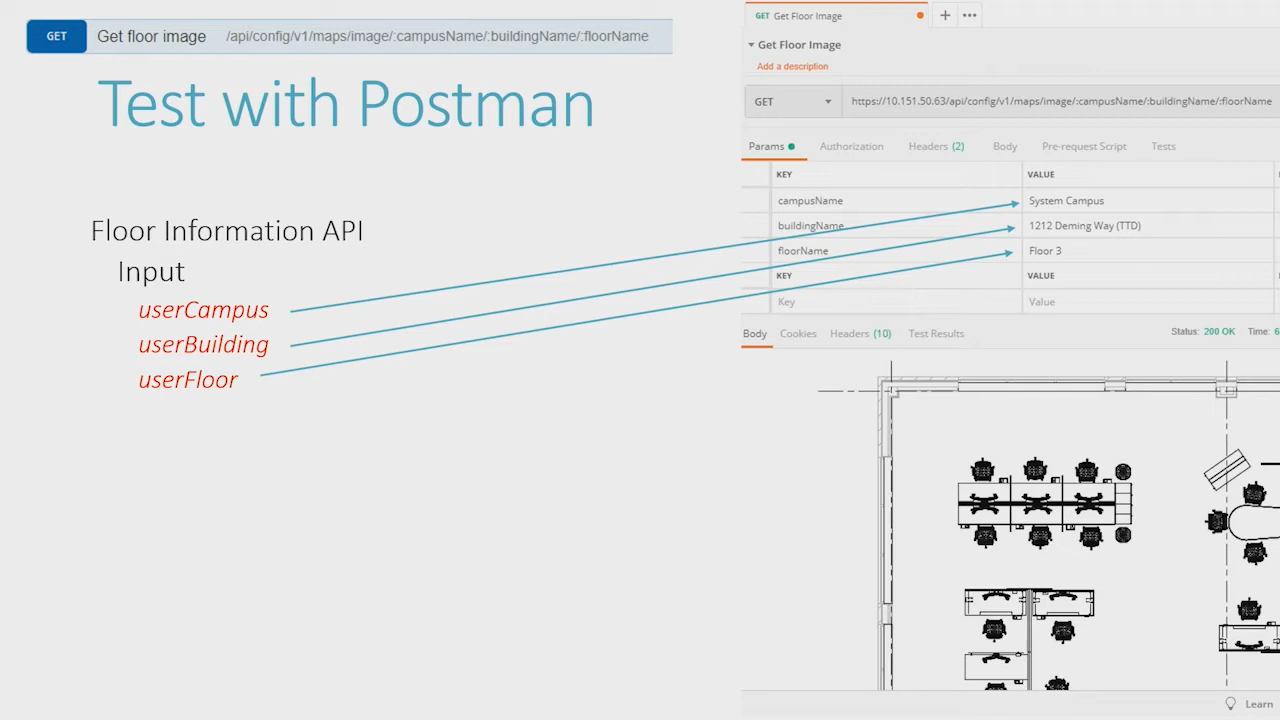 GET Get floor image /api/config/v1/maps/image/:campusName/:buildingName/:floorName
Test with Postman
Floor Information API
Input
userCampus
userBuilding
userFloor
GET Get Floor Image
Get Floor Image
Add a description
GET https://10.151.50.63/api/config/v1/maps/image/:campusName/:buildingName/:floorName
Params Authorization Headers (2) Body Pre-request Script Tests
KEY VALUE
campusName System Campus
buildingName 1212 Deming Way (TTD)
floorName Floor 3
KEY VALUE
Key Value
Body Cookies Headers (10) Test Results Status: 200 OK Time:
Learn